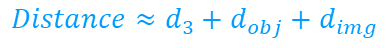 Distance ≈ d₃ + d_obj + d_img